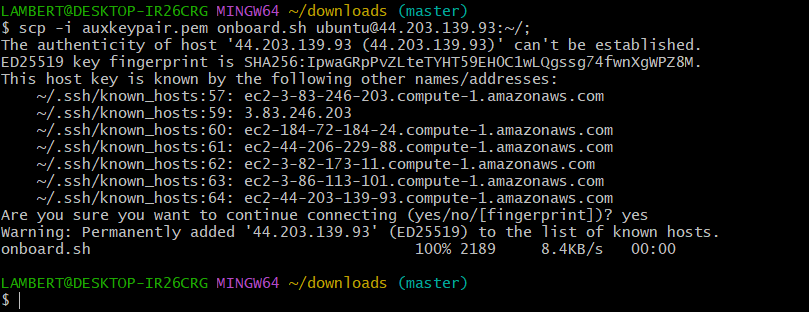 LAMBERT@DESKTOP-IR26CRG MINGW64 ~/downloads (master)
$ scp -i auxkeypair.pem onboard.sh ubuntu@44.203.139.93:~/;
The authenticity of host '44.203.139.93 (44.203.139.93)' can't be established.
ED25519 key fingerprint is SHA256:IpwaGRpPvZLteTYHT59EHOC1wLQgssg74fwnXgWPZ8M.
This host key is known by the following other names/addresses:
    ~/.ssh/known_hosts:57: ec2-3-83-246-203.compute-1.amazonaws.com
    ~/.ssh/known_hosts:59: 3.83.246.203
    ~/.ssh/known_hosts:60: ec2-184-72-184-24.compute-1.amazonaws.com
    ~/.ssh/known_hosts:61: ec2-44-206-229-88.compute-1.amazonaws.com
    ~/.ssh/known_hosts:62: ec2-3-82-173-11.compute-1.amazonaws.com
    ~/.ssh/known_hosts:63: ec2-3-86-113-101.compute-1.amazonaws.com
    ~/.ssh/known_hosts:64: ec2-44-203-139-93.compute-1.amazonaws.com
Are you sure you want to continue connecting (yes/no/[fingerprint])? yes
Warning: Permanently added '44.203.139.93' (ED25519) to the list of known hosts.
onboard.sh                                    100% 2189     8.4KB/s   00:00
LAMBERT@DESKTOP-IR26CRG MINGW64 ~/downloads (master)
$